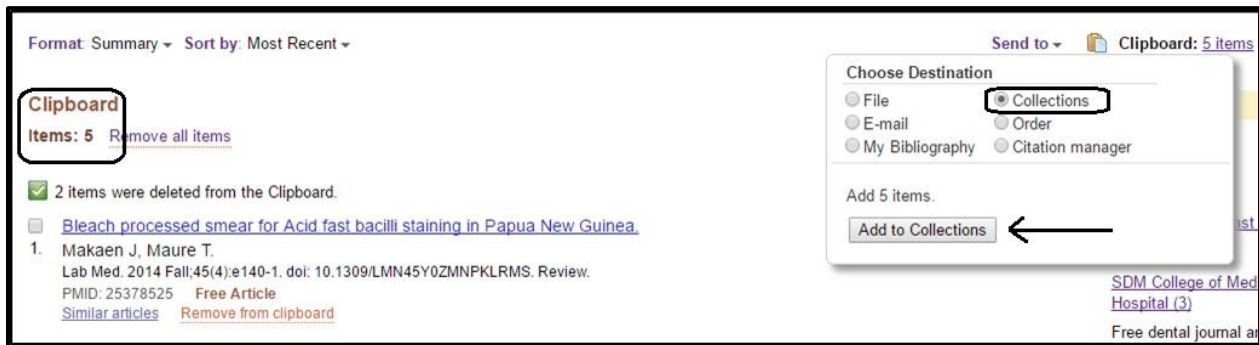 Format: Summary Sort by: Most Recent
Send to Clipboard: 5 items
Clipboard
Items: 5 Remove all items
2 items were deleted from the Clipboard.
Bleach processed smear for Acid fast bacilli staining in Papua New Guinea.
1. Makaen J, Maure T.
Lab Med. 2014 Fall;45(4):e140-1. doi: 10.1309/LMN45Y0ZMNPKLRMS. Review.
PMID: 25378525 Free Article
Similar articles Remove from clipboard
Choose Destination
File Collections
E-mail Order
My Bibliography Citation manager
Add 5 items.
Add to Collections
SDM College of Med
Hospital (3)
Free dental journal